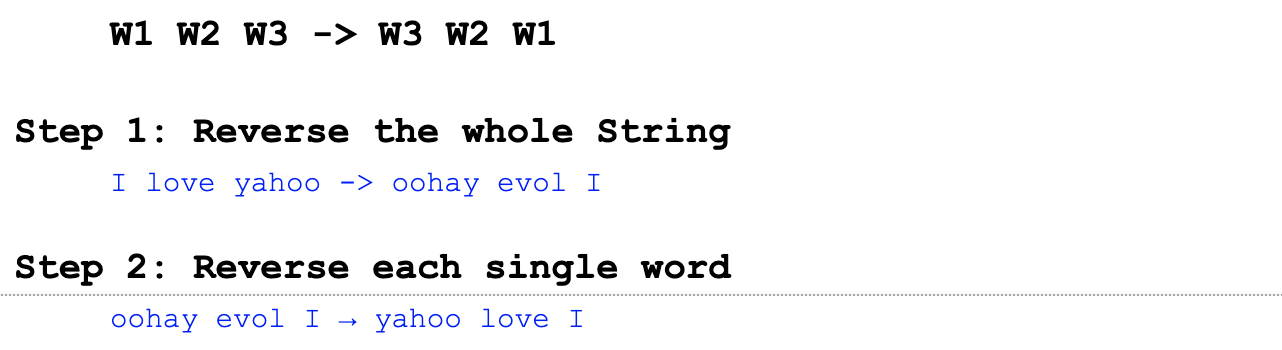 W1 W2 W3 -> W3 W2 W1
Step 1: Reverse the whole String
I love yahoo -> oohay evol I
Step 2: Reverse each single word
oohay evol I → yahoo love I